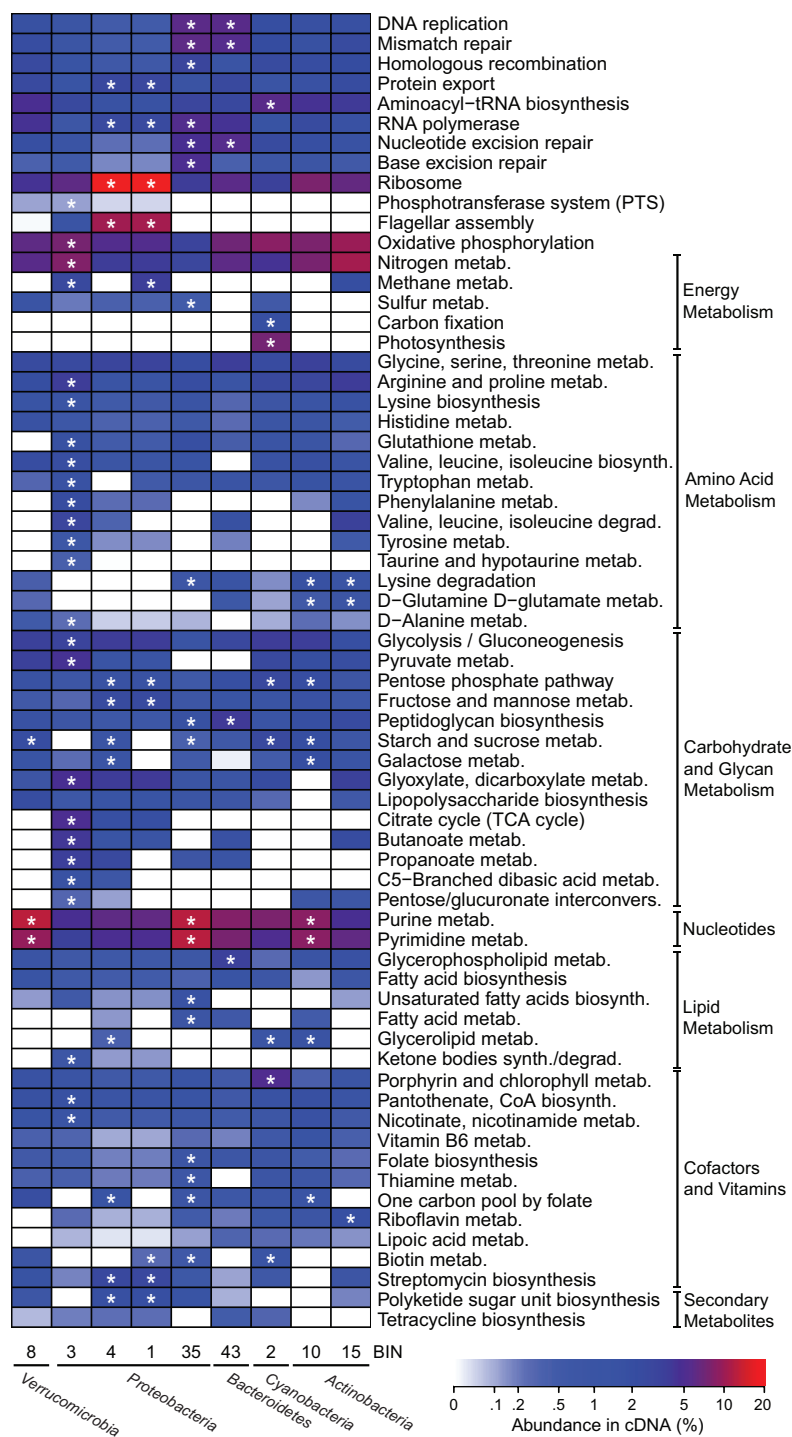 DNA replication
Mismatch repair
Homologous recombination
Protein export
Aminoacyl−tRNA biosynthesis
RNA polymerase
Nucleotide excision repair
Base excision repair
Ribosome
Phosphotransferase system (PTS)
Flagellar assembly
Oxidative phosphorylation
Nitrogen metab.
Methane metab.
Sulfur metab.
Carbon fixation
Photosynthesis
Energy
Metabolism
Glycine, serine, threonine metab.
Arginine and proline metab.
Lysine biosynthesis
Histidine metab.
Glutathione metab.
Valine, leucine, isoleucine biosynth.
Tryptophan metab.
Phenylalanine metab.
Valine, leucine, isoleucine degrad.
Tyrosine metab.
Taurine and hypotaurine metab.
Lysine degradation
D−Glutamine D−glutamate metab.
D−Alanine metab.
Amino Acid
Metabolism
Glycolysis / Gluconeogenesis
Pyruvate metab.
Pentose phosphate pathway
Fructose and mannose metab.
Peptidoglycan biosynthesis
Starch and sucrose metab.
Galactose metab.
Glyoxylate, dicarboxylate metab.
Lipopolysaccharide biosynthesis
Citrate cycle (TCA cycle)
Butanoate metab.
Propanoate metab.
C5−Branched dibasic acid metab.
Pentose/glucuronate interconvers.
Carbohydrate
and Glycan
Metabolism
Purine metab.
Pyrimidine metab.
Nucleotides
Glycerophospholipid metab.
Fatty acid biosynthesis
Unsaturated fatty acids biosynth.
Fatty acid metab.
Glycerolipid metab.
Ketone bodies synth./degrad.
Lipid
Metabolism
Porphyrin and chlorophyll metab.
Pantothenate, CoA biosynth.
Nicotinate, nicotinamide metab.
Vitamin B6 metab.
Folate biosynthesis
Thiamine metab.
One carbon pool by folate
Riboflavin metab.
Lipoic acid metab.
Biotin metab.
Streptomycin biosynthesis
Cofactors
and Vitamins
Polyketide sugar unit biosynthesis
Tetracycline biosynthesis
Secondary
Metabolites
8 3 4 1 35 43 2 10 15 BIN
Verrucomicrobia
Proteobacteria
Bacteroidetes
Cyanobacteria
Actinobacteria
0 .1 .2 .5 1 2 5 10 20
Abundance in cDNA (%)